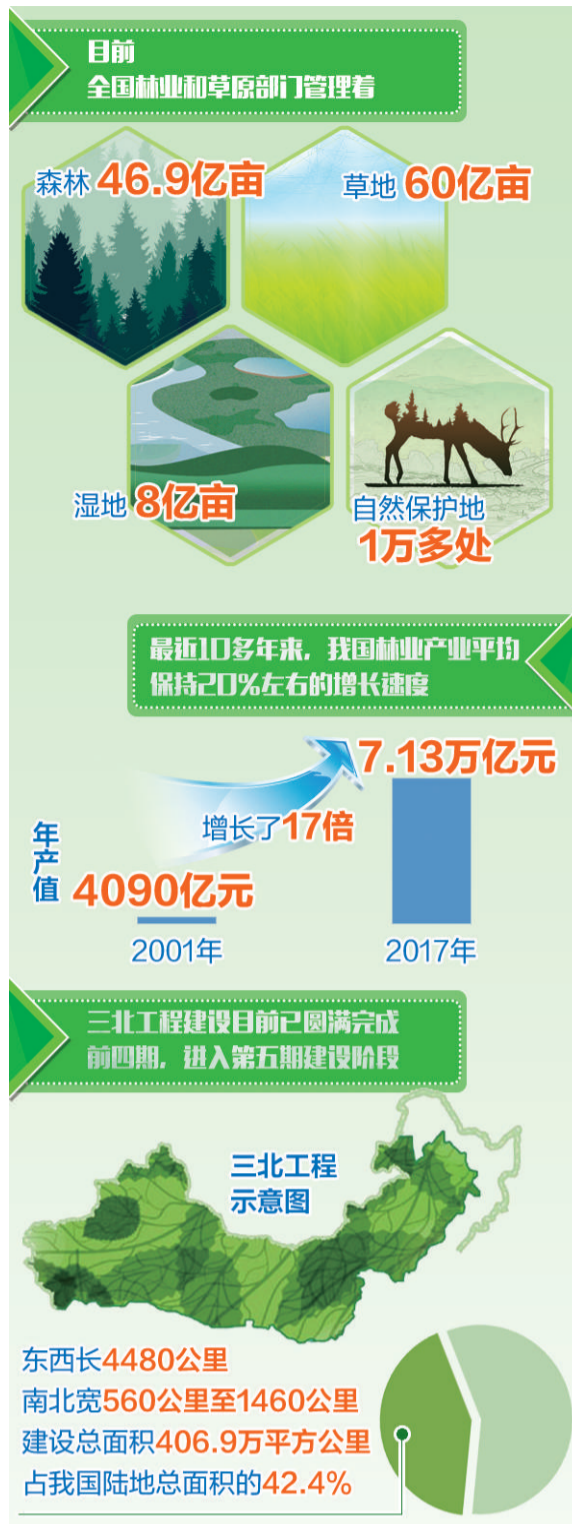 目前
全国林业和草原部门管理着
森林 46.9亿亩
草地 60亿亩
湿地 8亿亩
自然保护地
1万多处
最近10多年来，我国林业产业平均
保持20%左右的增长速度
7.13万亿元
增长了17倍
年产值
4090亿元
2001年
2017年
三北工程建设目前已圆满完成
前四期，进入第五期建设阶段
三北工程
示意图
东西长4480公里
南北宽560公里至1460公里
建设总面积406.9万平方公里
占我国陆地总面积的42.4%